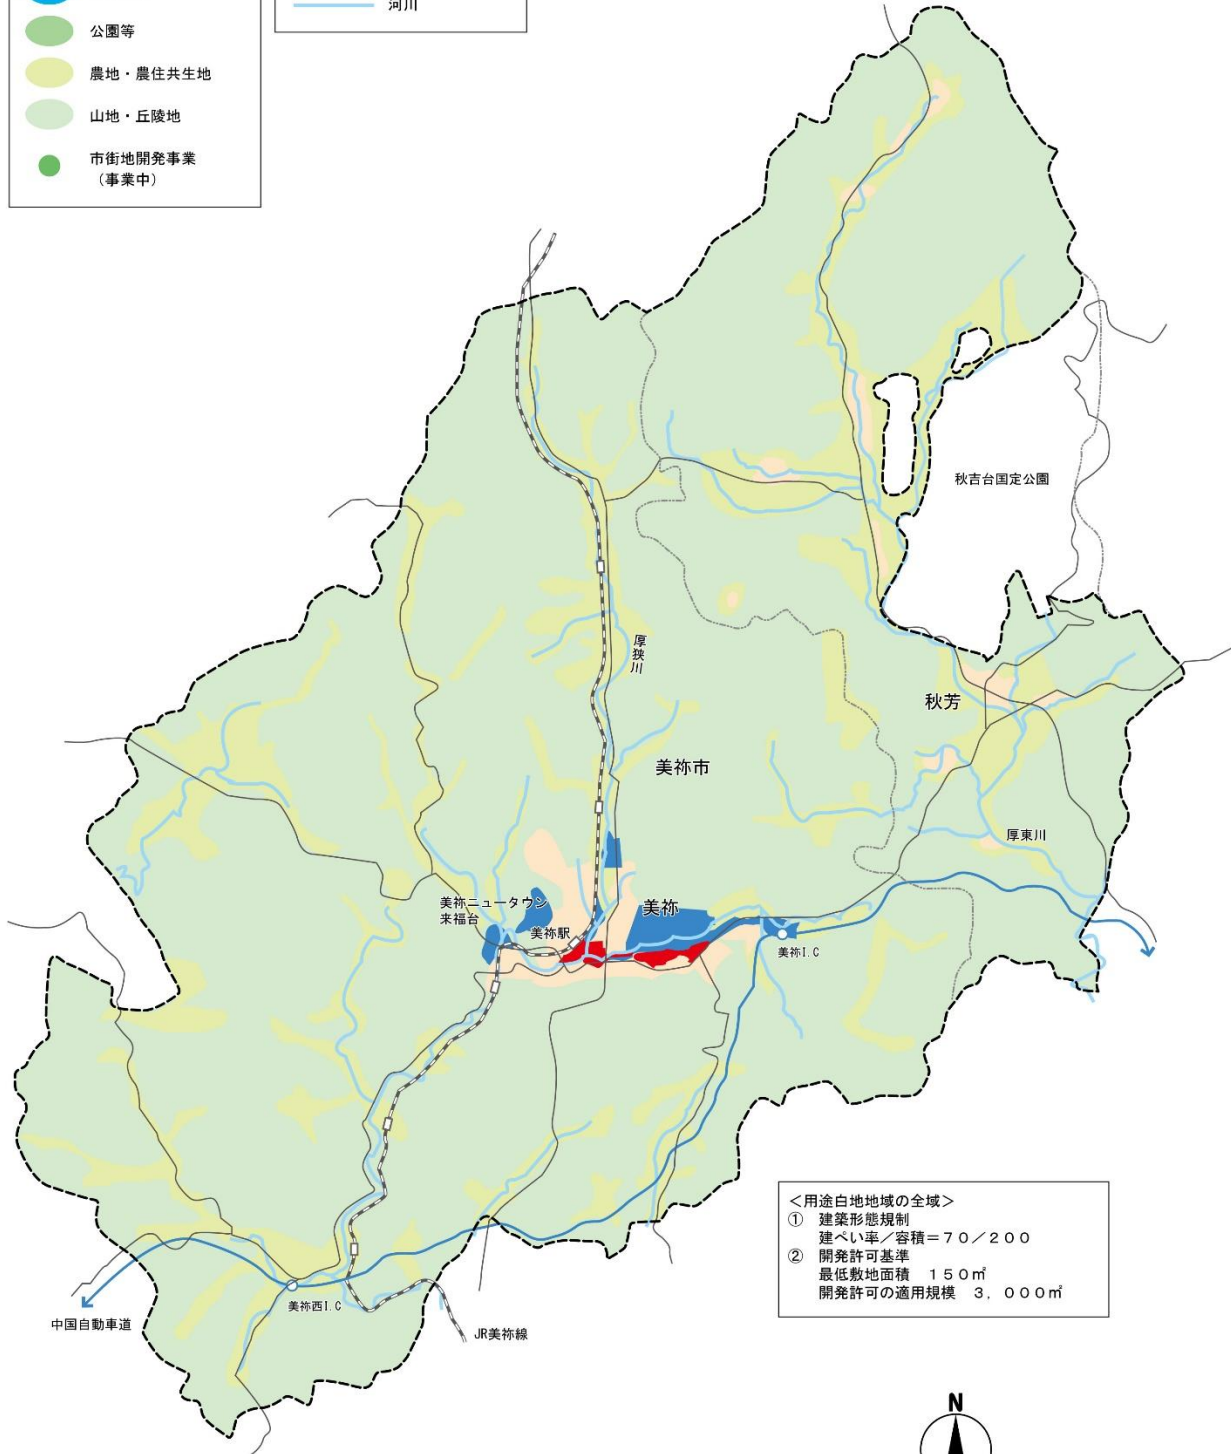 河川
公園等
農地・農住共生地
山地・丘陵地
市街地開発事業
（事業中）
秋吉台国定公園
厚狭川
秋芳
美祢市
厚東川
美祢ニュータウン
来福台
美祢駅
美祢
美祢I.C
＜用途白地地域の全域＞
① 建築形態規制
建ぺい率／容積＝７０／２００
② 開発許可基準
最低敷地面積　１５０㎡
開発許可の適用規模　３，０００㎡
美祢西I.C
中国自動車道
JR美祢線
N